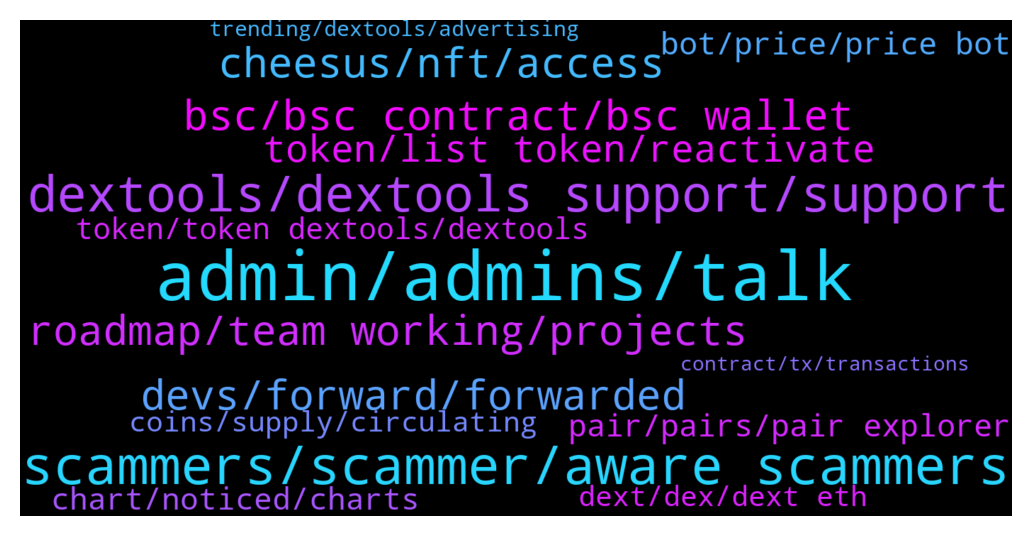 trending/dextools/advertising
bot/price/price bot
cheesus/nft/access
bsc/bsc contract/bsc wallet
token/list token/reactivate
dextools/dextools support/support
token/token dextools/dextools
admin/admins/talk
roadmap/team working/projects
contract/tx/transactions
devs/forward/forwarded
coins/supply/circulating
pair/pairs/pair explorer
scammers/scammer/aware scammers
chart/noticed/charts
dext/dex/dext eth